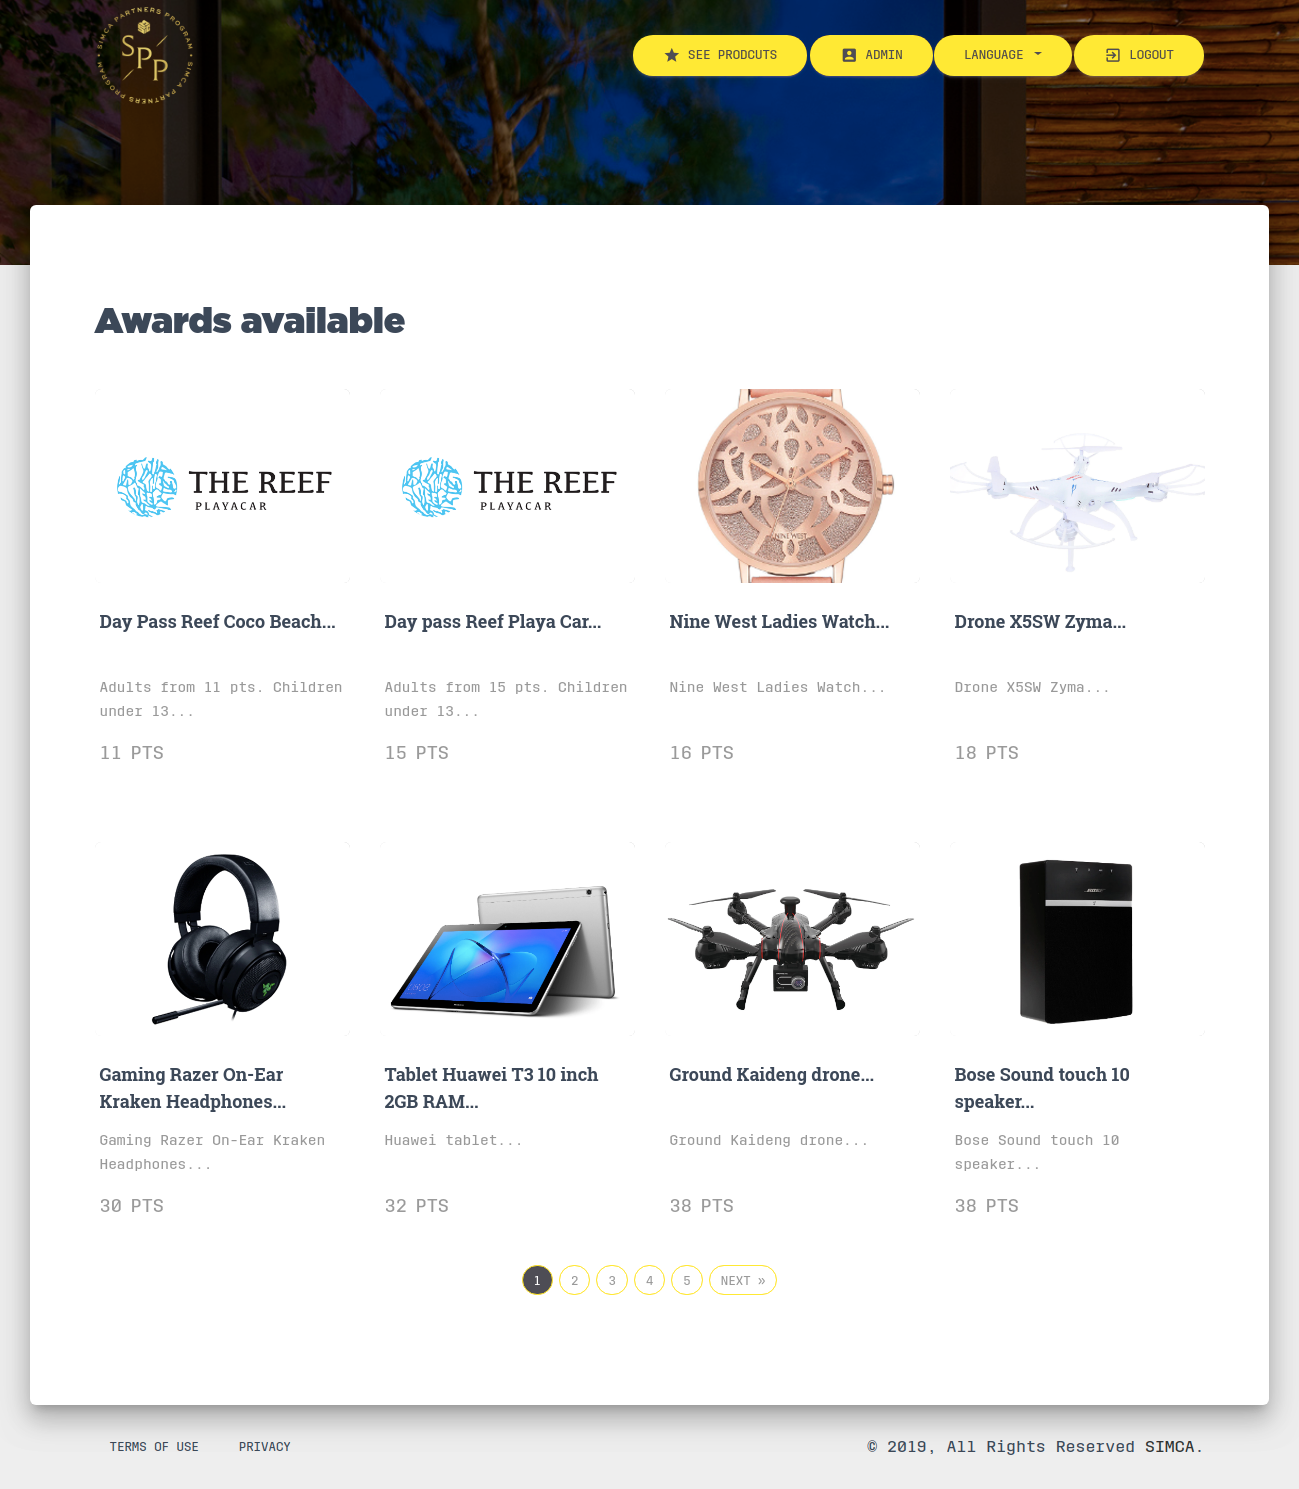 SIMCA PARTNERS PROGRAM • SIMCA PARTNERS PROGRAM •
SPP
SEE PRODCUTS
ADMIN
LANGUAGE
LOGOUT
Awards available
THE REEF
PLAYACAR
THE REEF
PLAYACAR
NINE WEST
Day Pass Reef Coco Beach...
Day pass Reef Playa Car...
Nine West Ladies Watch...
Drone X5SW Zyma...
Adults from 11 pts. Children
under 13...
Adults from 15 pts. Children
under 13...
Nine West Ladies Watch...
Drone X5SW Zyma...
11 PTS
15 PTS
16 PTS
18 PTS
BOSE
Gaming Razer On-Ear
Kraken Headphones...
Tablet Huawei T3 10 inch
2GB RAM...
Ground Kaideng drone...
Bose Sound touch 10
speaker...
Gaming Razer On-Ear Kraken
Headphones...
Huawei tablet...
Ground Kaideng drone...
Bose Sound touch 10
speaker...
30 PTS
32 PTS
38 PTS
38 PTS
1 2 3 4 5 NEXT »
TERMS OF USE
PRIVACY
© 2019, All Rights Reserved SIMCA.